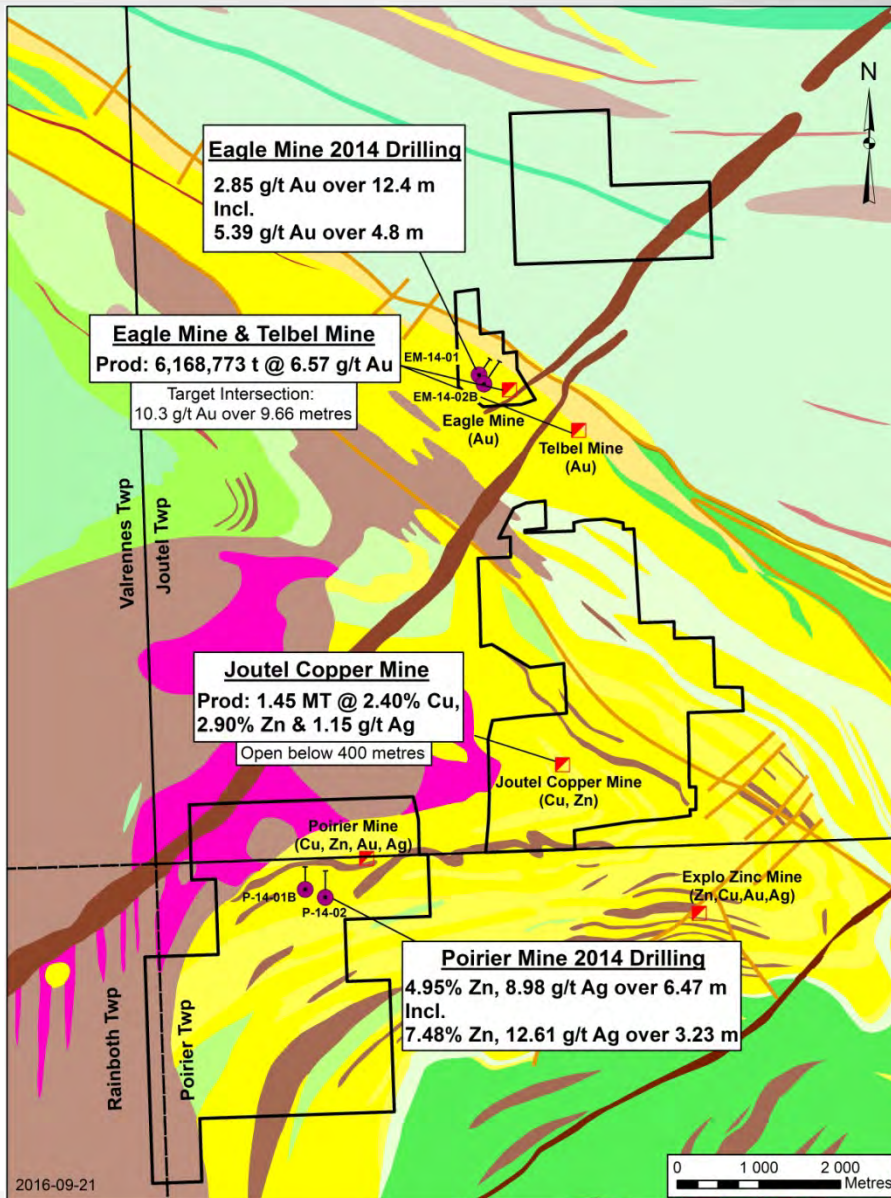 N
Eagle Mine 2014 Drilling
2.85 g/t Au over 12.4 m
Incl.
5.39 g/t Au over 4.8 m
Eagle Mine & Telbel Mine
Prod: 6,168,773 t @ 6.57 g/t Au
Target Intersection:
10.3 g/t Au over 9.66 metres
EM-14-01
EM-14-02B
Eagle Mine
(Au)
Telbel Mine
(Au)
Valrennes Twp
Joutel Twp
Joutel Copper Mine
Prod: 1.45 MT @ 2.40% Cu,
2.90% Zn & 1.15 g/t Ag
Open below 400 metres
Joutel Copper Mine
(Cu, Zn)
Poirier Mine
(Cu, Zn, Au, Ag)
P-14-01B
P-14-02
Explo Zinc Mine
(Zn,Cu,Au,Ag)
Poirier Mine 2014 Drilling
4.95% Zn, 8.98 g/t Ag over 6.47 m
Incl.
7.48% Zn, 12.61 g/t Ag over 3.23 m
Rainboth Twp
Poirier Twp
2016-09-21
0 1 000 2 000
Metres